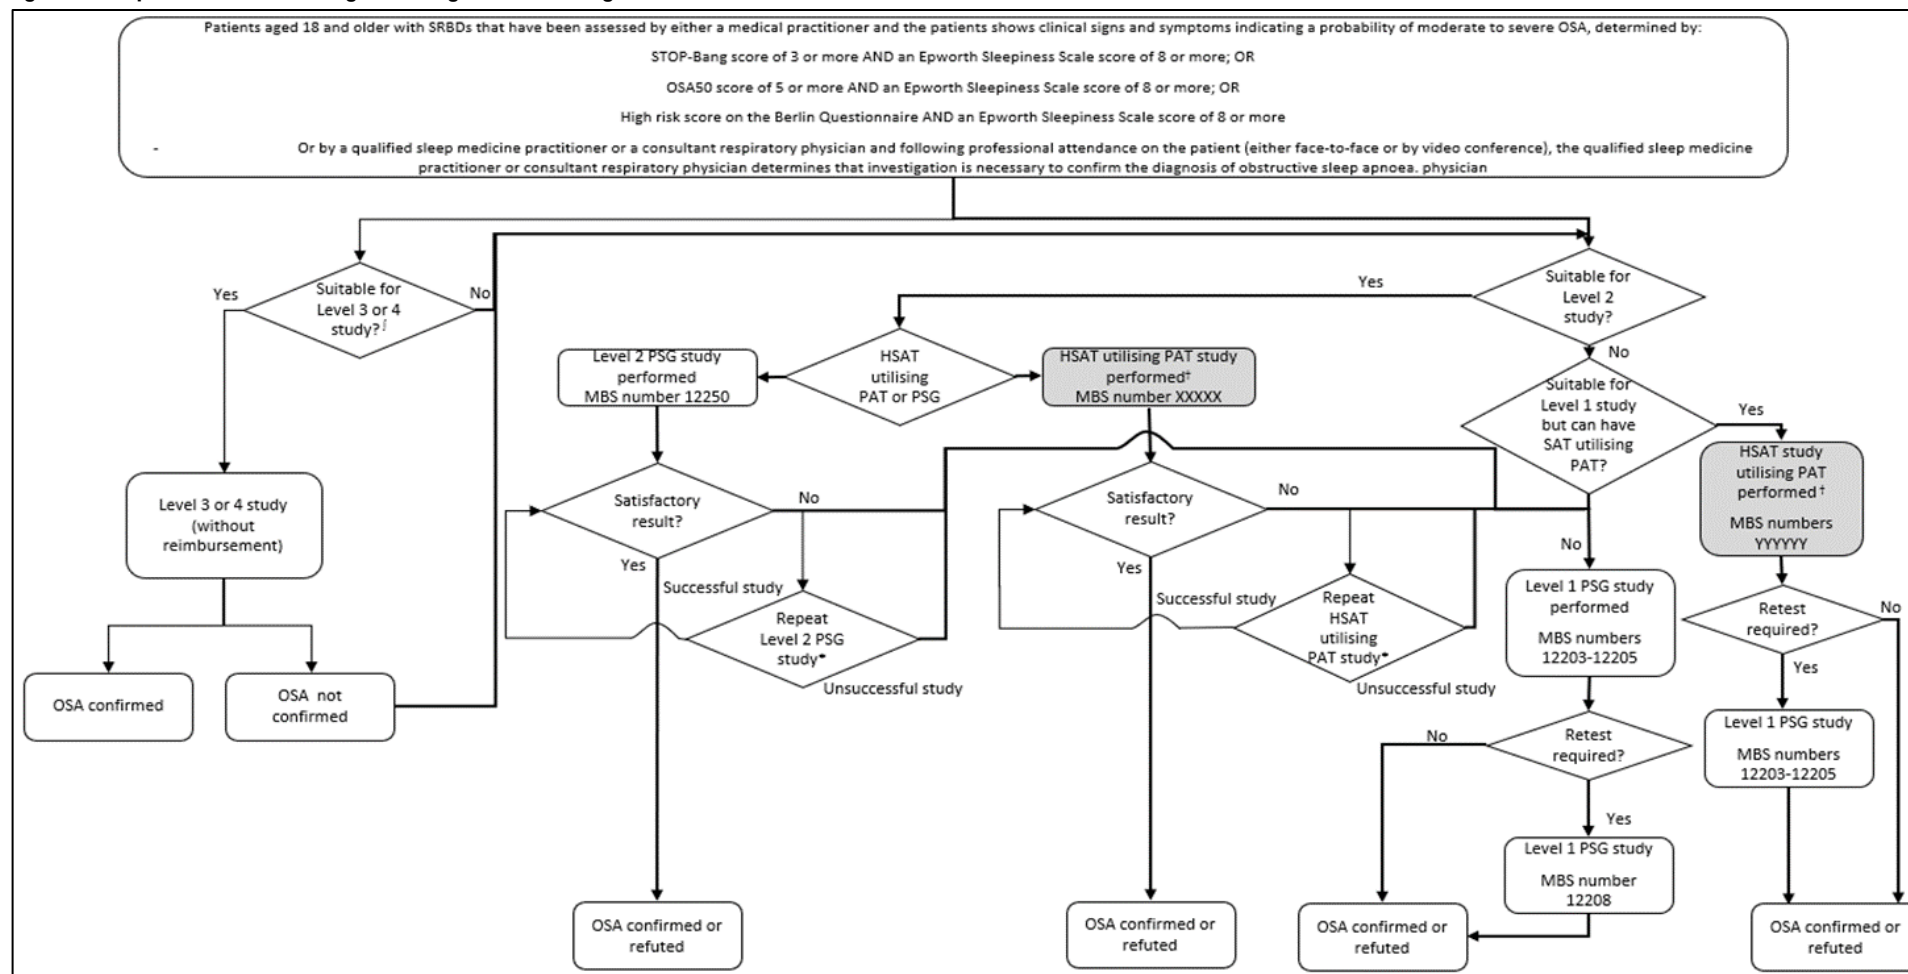 Patients aged 18 and older with SRBDs that have been assessed by either a medical practitioner and the patients shows clinical signs and symptoms indicating a probability of moderate to severe OSA, determined by:
STOP-Bang score of 3 or more AND an Epworth Sleepiness Scale score of 8 or more; OR
OSA50 score of 5 or more AND an Epworth Sleepiness Scale score of 8 or more; OR
High risk score on the Berlin Questionnaire AND an Epworth Sleepiness Scale score of 8 or more
- Or by a qualified sleep medicine practitioner or a consultant respiratory physician and following professional attendance on the patient (either face-to-face or by video conference), the qualified sleep medicine
practitioner or consultant respiratory physician determines that investigation is necessary to confirm the diagnosis of obstructive sleep apnoea. physician
Yes
Suitable for
Level 3 or 4
study?⌠
No
Yes
Suitable for
Level 2
study?
No
Level 2 PSG study
performed
MBS number 12250
HSAT
utilising
PAT or PSG
HSAT utilising PAT study
performed†
MBS number XXXXX
Suitable for
Level 1 study
but can have
SAT utilising
PAT?
Yes
HSAT study
utilising PAT
performed †
MBS numbers
YYYYYY
Level 3 or 4 study
(without
reimbursement)
Satisfactory
result?
No
Yes
Successful study
Repeat
Level 2 PSG
study*
Unsuccessful study
Satisfactory
result?
No
Yes
Successful study
Repeat
HSAT
utilising
PAT study*
Unsuccessful study
No
Level 1 PSG study
performed
MBS numbers
12203-12205
Retest
required?
No
Yes
OSA confirmed
OSA not
confirmed
Level 1 PSG study
MBS numbers
12203-12205
Retest
required?
No
Yes
Level 1 PSG study
MBS number
12208
OSA confirmed or
refuted
OSA confirmed or
refuted
OSA confirmed or
refuted
OSA confirmed or
refuted